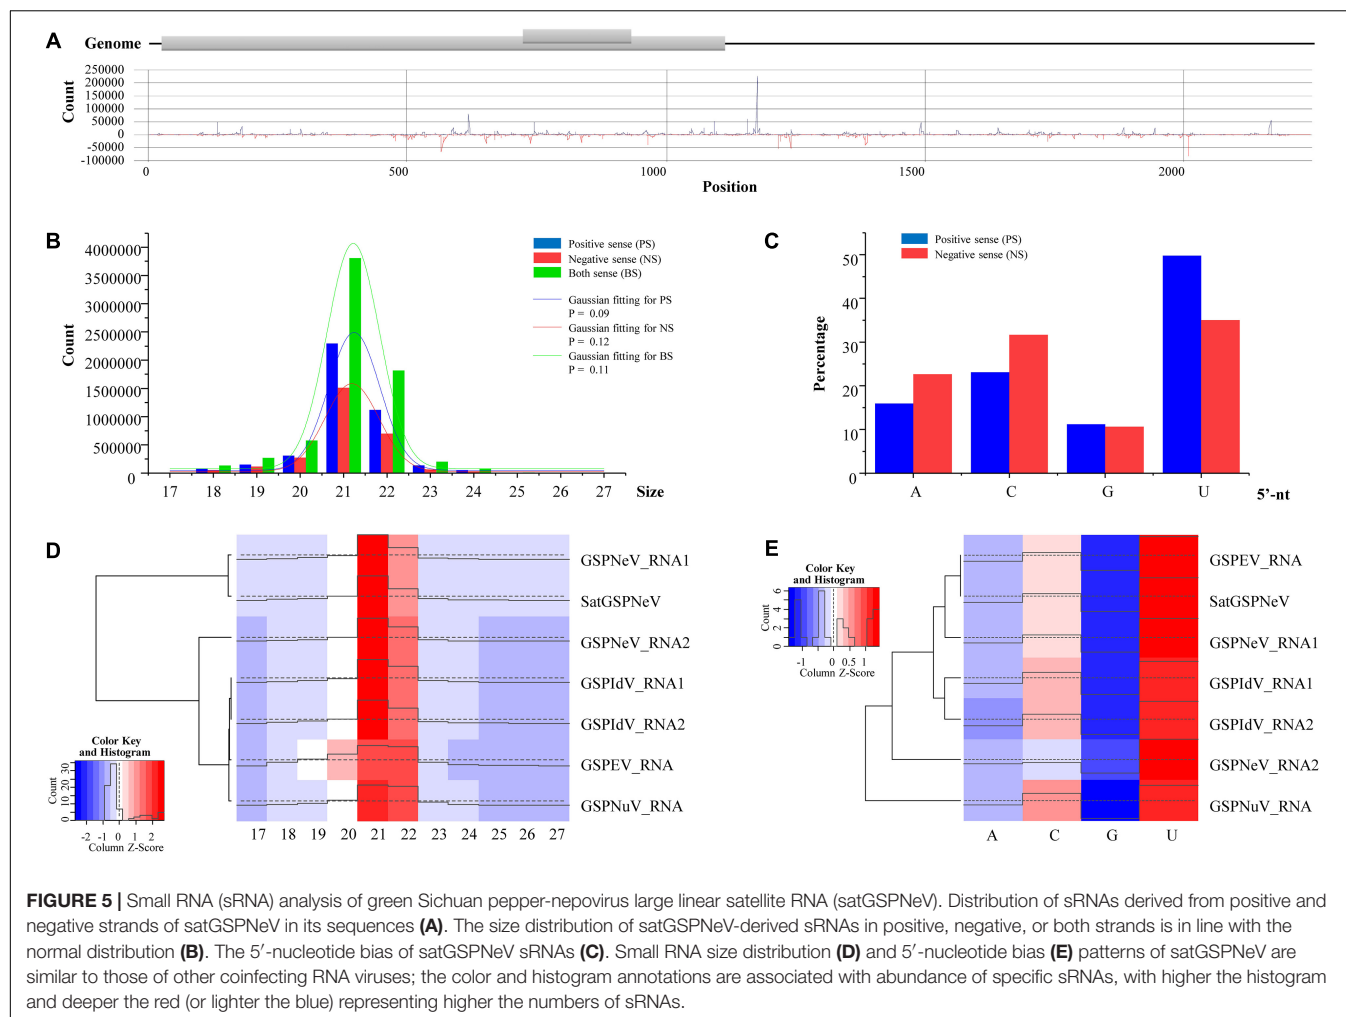 A
Genome
Count
250000
200000
150000
100000
50000
0
-50000
-100000
0 500 1000 1500 2000
Position
B
Count
4000000
3500000
3000000
2500000
2000000
1500000
1000000
500000
0
17 18 19 20 21 22 23 24 25 26 27 Size
Positive sense (PS)
Negative sense (NS)
Both sense (BS)
Gaussian fitting for PS
P = 0.09
Gaussian fitting for NS
P = 0.12
Gaussian fitting for BS
P = 0.11
C
Percentage
50
40
30
20
10
0
A C G U 5'-nt
Positive sense (PS)
Negative sense (NS)
D
GSPNeV_RNA1
SatGSPNeV
GSPNeV_RNA2
GSPIdV_RNA1
GSPIdV_RNA2
GSPEV_RNA
GSPNuV_RNA
17 18 19 20 21 22 23 24 25 26 27
Color Key
and Histogram
Count
0 10 20 30
-2 -1 0 1 2
Column Z-Score
E
Color Key
and Histogram
Count
0 2 4 6
-1 0 0.5 1
Column Z-Score
GSPEV_RNA
SatGSPNeV
GSPNeV_RNA1
GSPIdV_RNA1
GSPIdV_RNA2
GSPNeV_RNA2
GSPNuV_RNA
A C G U
FIGURE 5 | Small RNA (sRNA) analysis of green Sichuan pepper-nepovirus large linear satellite RNA (satGSPNeV). Distribution of sRNAs derived from positive and
negative strands of satGSPNeV in its sequences (A). The size distribution of satGSPNeV-derived sRNAs in positive, negative, or both strands is in line with the
normal distribution (B). The 5′-nucleotide bias of satGSPNeV sRNAs (C). Small RNA size distribution (D) and 5′-nucleotide bias (E) patterns of satGSPNeV are
similar to those of other coinfecting RNA viruses; the color and histogram annotations are associated with abundance of specific sRNAs, with higher the histogram
and deeper the red (or lighter the blue) representing higher the numbers of sRNAs.